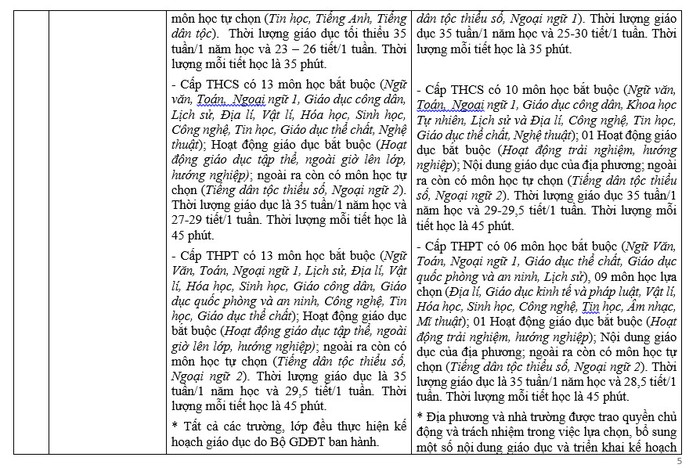 môn học tự chọn (Tin học, Tiếng Anh, Tiếng
dân tộc). Thời lượng giáo dục tối thiểu 35
tuần/1 năm học và 23 – 26 tiết/1 tuần. Thời
lượng mỗi tiết học là 35 phút.
- Cấp THCS có 13 môn học bắt buộc (Ngữ
văn, Toán, Ngoại ngữ 1, Giáo dục công dân,
Lịch sử, Địa lí, Vật lí, Hóa học, Sinh học,
Công nghệ, Tin học, Giáo dục thể chất, Nghệ
thuật); Hoạt động giáo dục bắt buộc (Hoạt
động giáo dục tập thể, ngoài giờ lên lớp,
hướng nghiệp); ngoài ra còn có môn học tự
chọn (Tiếng dân tộc thiểu số, Ngoại ngữ 2).
Thời lượng giáo dục là 35 tuần/1 năm học và
27-29 tiết/1 tuần. Thời lượng mỗi tiết học là
45 phút.
- Cấp THPT có 13 môn học bắt buộc (Ngữ
Văn, Toán, Ngoại ngữ 1, Lịch sử, Địa lí, Vật
lí, Hóa học, Sinh học, Giáo dục công dân, Giáo
dục quốc phòng và an ninh, Công nghệ, Tin
học, Giáo dục thể chất); Hoạt động giáo dục
bắt buộc (Hoạt động giáo dục tập thể, ngoài
giờ lên lớp, hướng nghiệp); ngoài ra còn có
môn học tự chọn (Tiếng dân tộc thiểu số,
Ngoại ngữ 2). Thời lượng giáo dục là 35
tuần/1 năm học và 29,5 tiết/1 tuần. Thời
lượng mỗi tiết học là 45 phút.
* Tất cả các trường, lớp đều thực hiện kế
hoạch giáo dục do Bộ GDĐT ban hành.
dân tộc thiểu số, Ngoại ngữ 1). Thời lượng giáo
dục 35 tuần/1 năm học và 25-30 tiết/1 tuần. Thời
lượng mỗi tiết học là 35 phút.
- Cấp THCS có 10 môn học bắt buộc (Ngữ văn,
Toán, Ngoại ngữ 1, Giáo dục công dân, Khoa học
Tự nhiên, Lịch sử và Địa lí, Công nghệ, Tin học,
Giáo dục thể chất, Nghệ thuật); 01 Hoạt động giáo
dục bắt buộc (Hoạt động trải nghiệm, hướng
nghiệp); Nội dung giáo dục của địa phương; ngoài
ra còn có môn học tự chọn (Tiếng dân tộc thiểu
số, Ngoại ngữ 2). Thời lượng giáo dục 35 tuần/1
năm học và 29-29,5 tiết/1 tuần. Thời lượng mỗi
tiết học là 45 phút.
- Cấp THPT có 06 môn học bắt buộc (Ngữ Văn,
Toán, Ngoại ngữ 1, Giáo dục thể chất, Giáo dục
quốc phòng và an ninh, Lịch sử), 09 môn học lựa
chọn (Địa lí, Giáo dục kinh tế và pháp luật, Vật lí,
Hóa học, Sinh học, Công nghệ, Tin học, Âm nhạc,
Mĩ thuật); 01 Hoạt động giáo dục bắt buộc (Hoạt
động trải nghiệm, hướng nghiệp); Nội dung giáo
dục của địa phương; ngoài ra còn có môn học tự
chọn (Tiếng dân tộc thiểu số, Ngoại ngữ 2). Thời
lượng giáo dục là 35 tuần/1 năm học và 28,5 tiết/1
tuần. Thời lượng mỗi tiết học là 45 phút.
* Địa phương và nhà trường được trao quyền chủ
động và trách nhiệm trong việc lựa chọn, bổ sung
một số nội dung giáo dục và triển khai kế hoạch
5